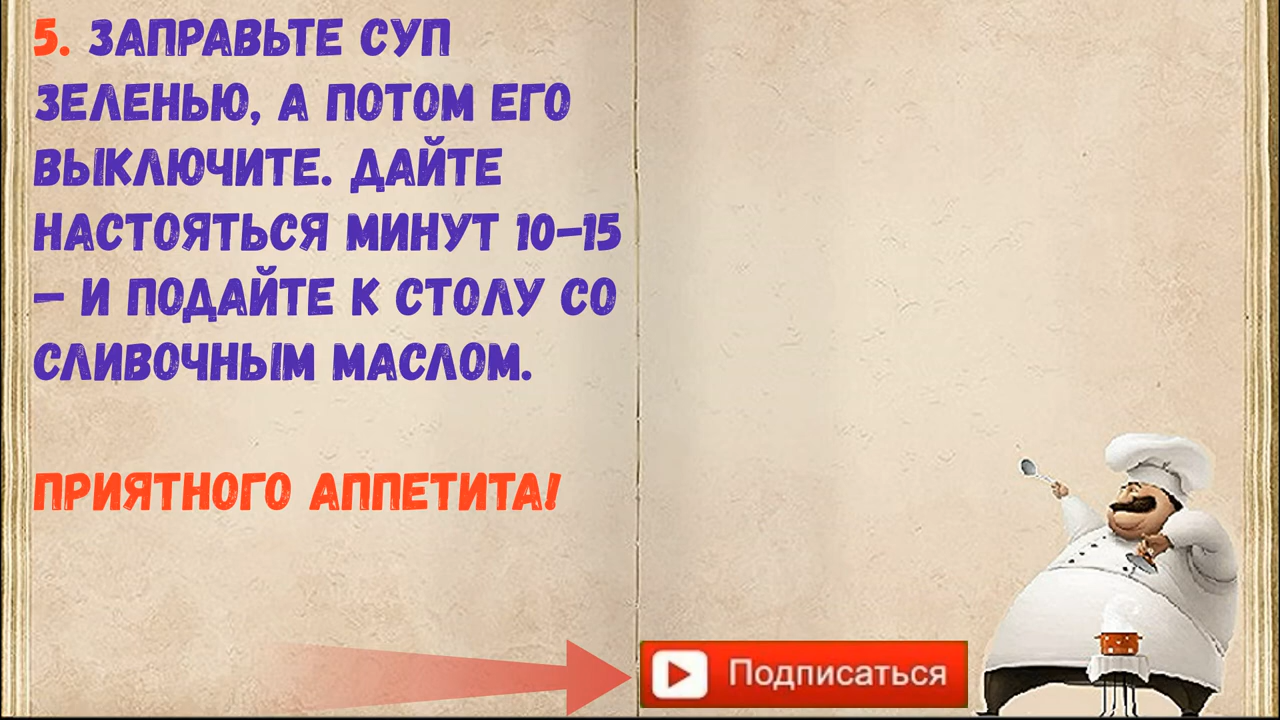 5. ЗАПРАВЬТЕ СУП
ЗЕЛЕНЬЮ, А ПОТОМ ЕГО
ВЫКЛЮЧИТЕ. ДАЙТЕ
НАСТОЯТЬСЯ МИНУТ 10-15
- И ПОДАЙТЕ К СТОЛУ СО
СЛИВОЧНЫМ МАСЛОМ.
ПРИЯТНОГО АППЕТИТА!
Подписаться